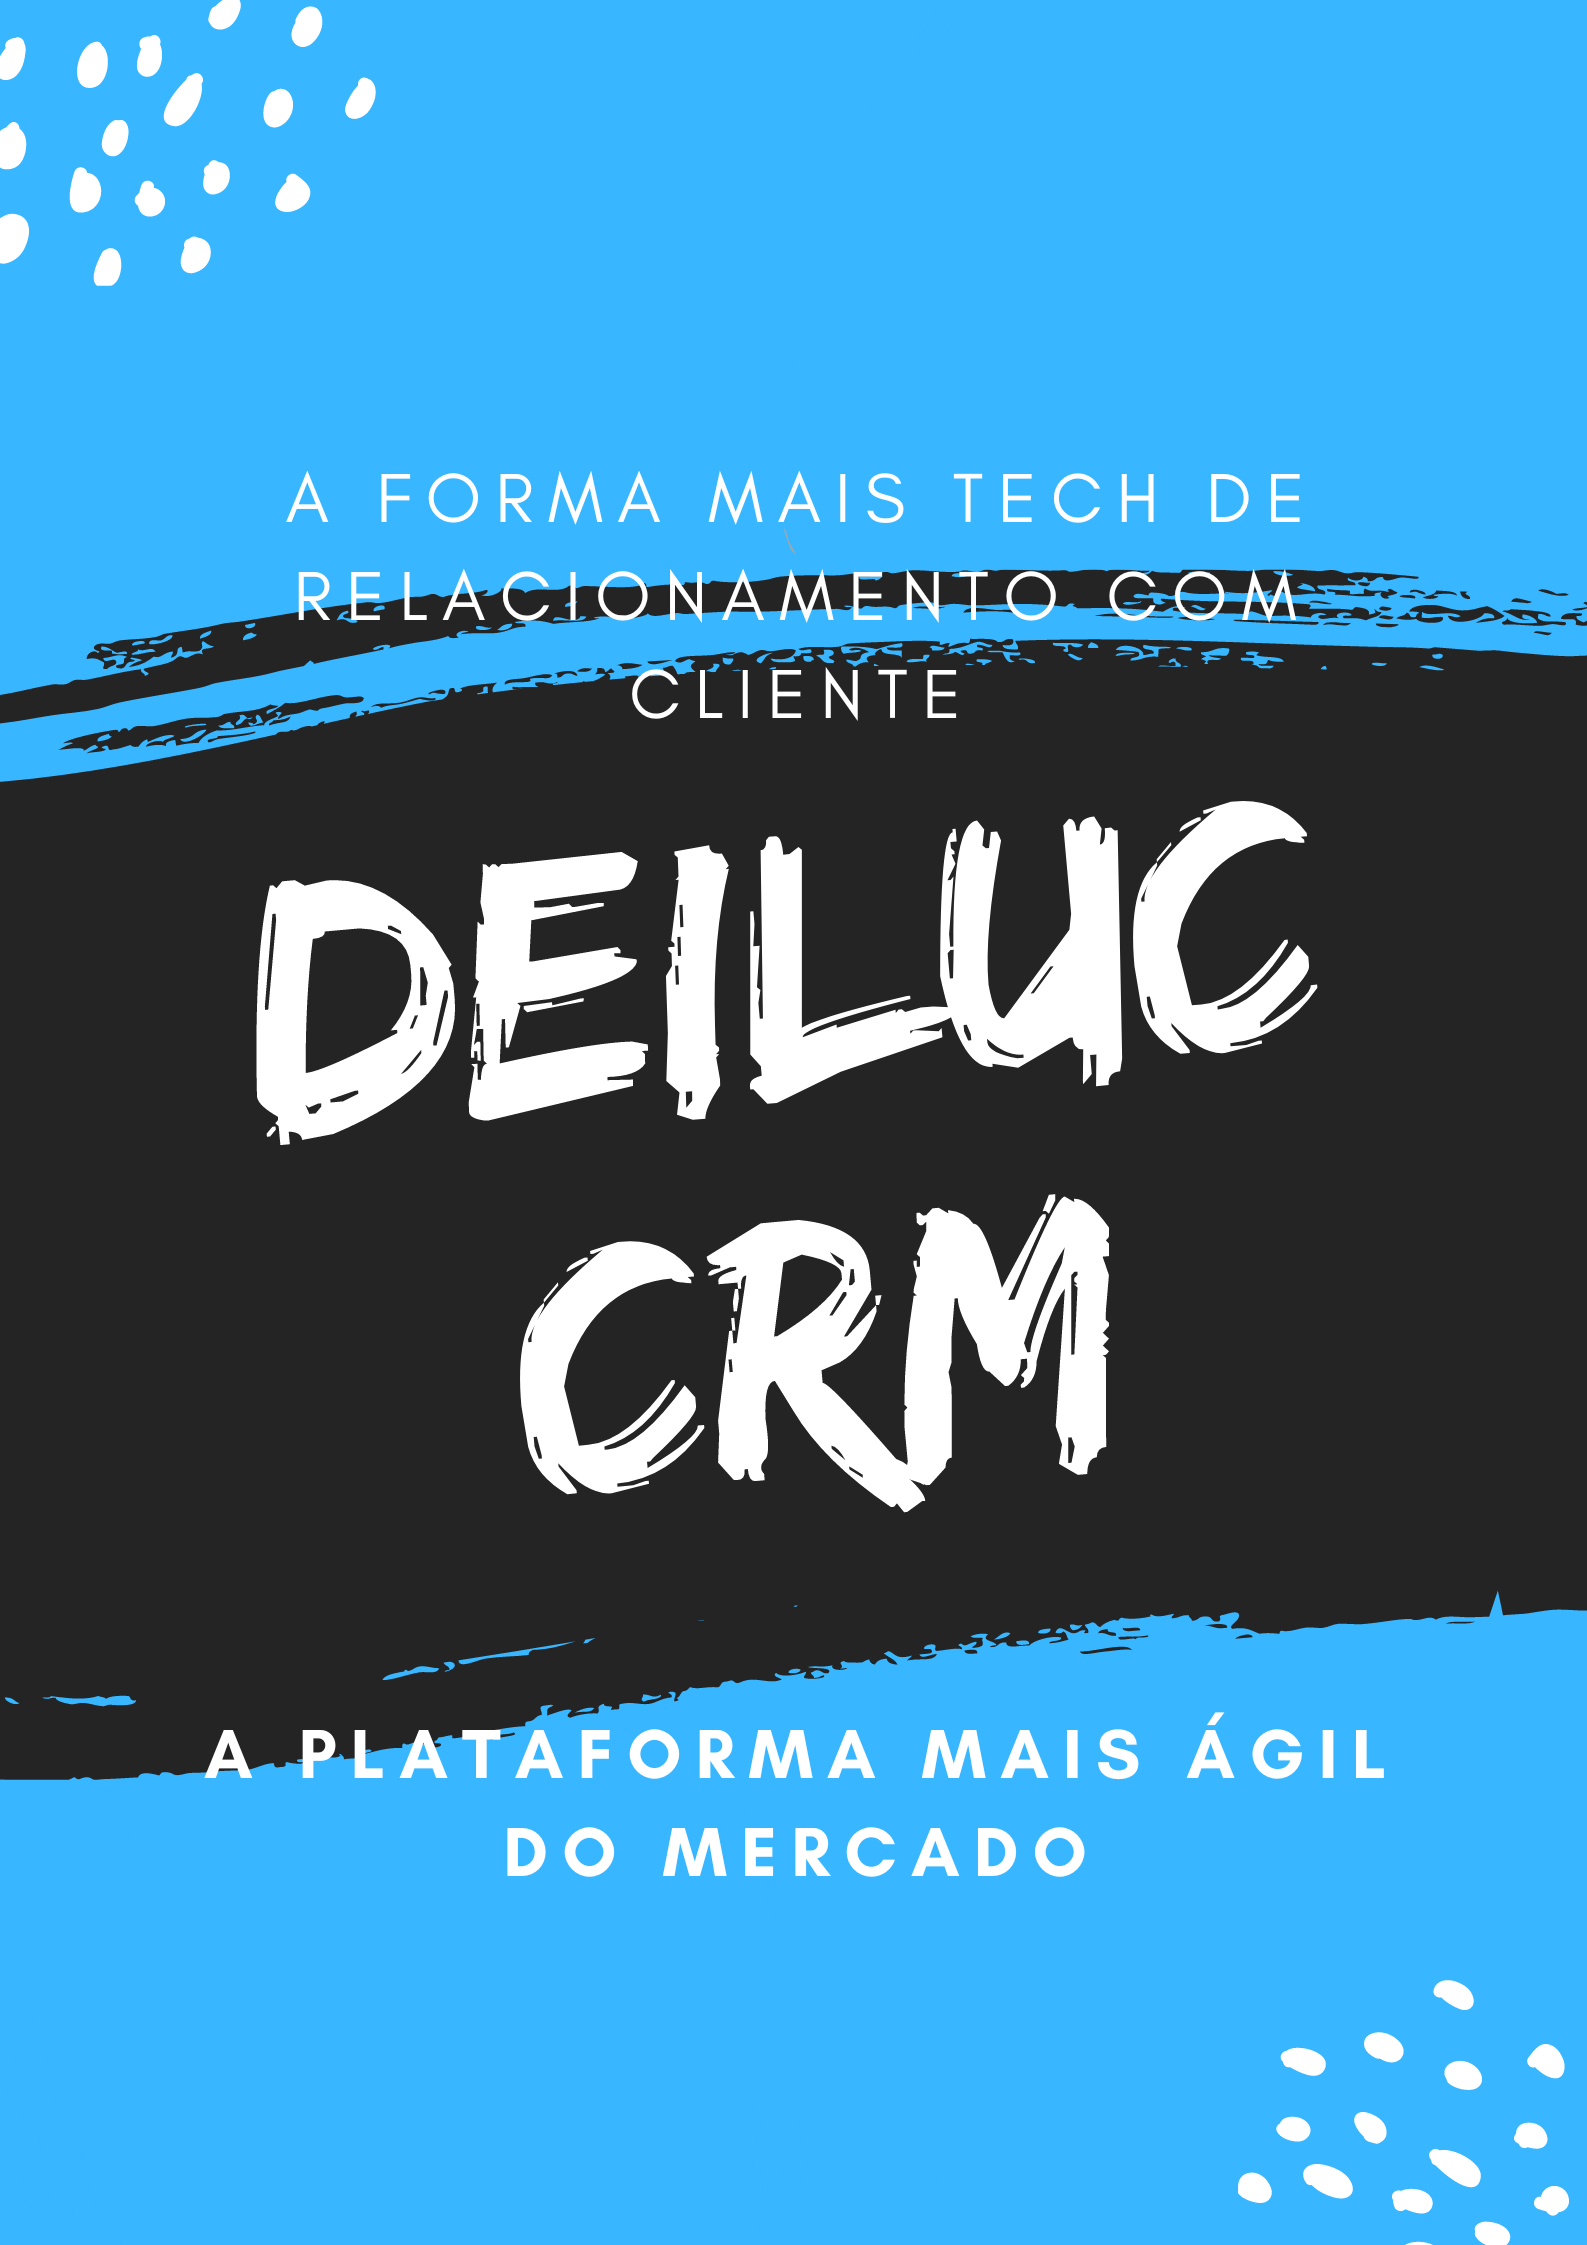 A FORMA MAIS TECH DE
RELACIONAMENTO COM
CLIENTE
DEILUC
CRM
A PLATAFORMA MAIS ÁGIL
DO MERCADO